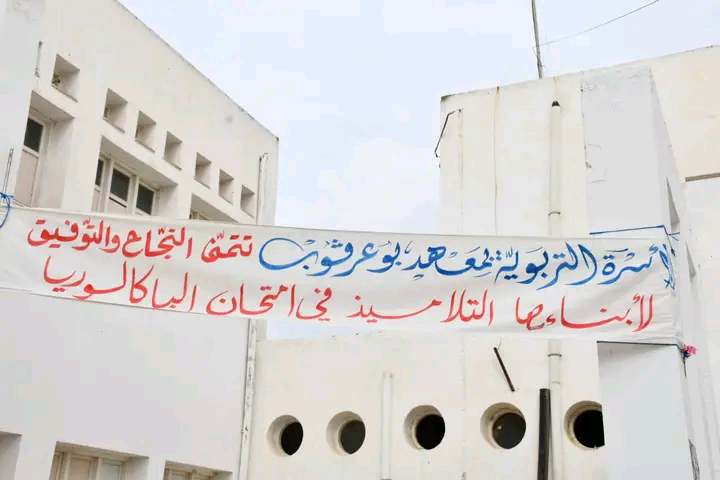 الأسرة التربوية بمعهد بوعرقوب تتمنى النجاح والتوفيق
لأبناءها التلاميذ في امتحان الباكالوريا